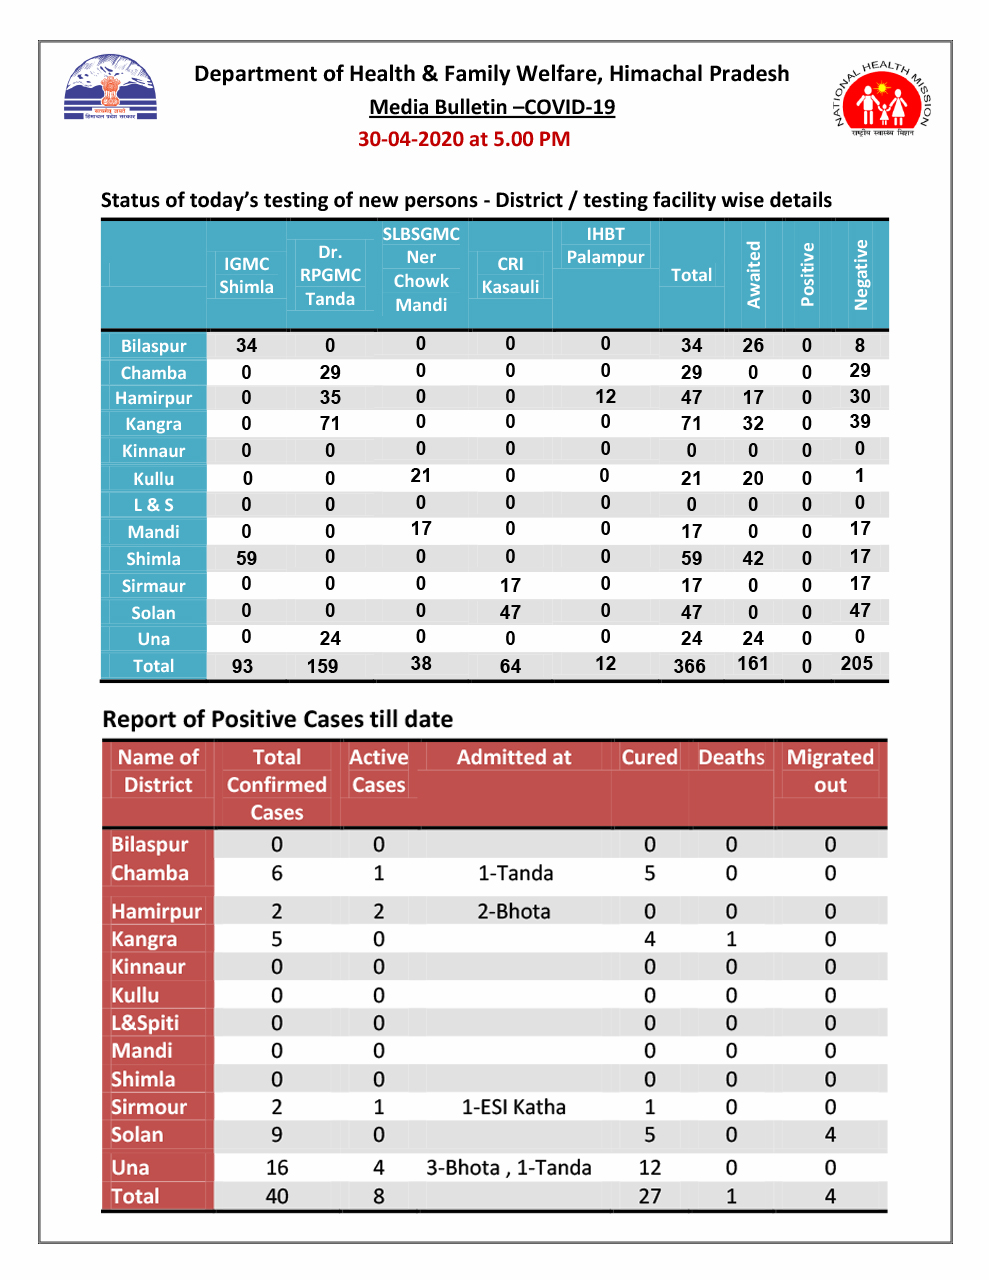 Department of Health & Family Welfare, Himachal Pradesh
Media Bulletin –COVID-19
30-04-2020 at 5.00 PM
हिमाचल प्रदेश सरकार
NATIONAL HEALTH MISSION
राष्ट्रीय स्वास्थ्य मिशन
Status of today's testing of new persons - District / testing facility wise details
IGMC Shimla Dr. RPGMC Tanda SLBSGMC Ner Chowk Mandi CRI Kasauli IHBT Palampur Total Awaited Positive Negative
Bilaspur 34 0 0 0 0 34 26 0 8
Chamba 0 29 0 0 0 29 0 0 29
Hamirpur 0 35 0 0 12 47 17 0 30
Kangra 0 71 0 0 0 71 32 0 39
Kinnaur 0 0 0 0 0 0 0 0 0
Kullu 0 0 21 0 0 21 20 0 1
L & S 0 0 0 0 0 0 0 0 0
Mandi 0 0 17 0 0 17 0 0 17
Shimla 59 0 0 0 0 59 42 0 17
Sirmaur 0 0 0 17 0 17 0 0 17
Solan 0 0 0 47 0 47 0 0 47
Una 0 24 0 0 0 24 24 0 0
Total 93 159 38 64 12 366 161 0 205
Report of Positive Cases till date
Name of District Total Confirmed Cases Active Cases Admitted at Cured Deaths Migrated out
Bilaspur 0 0 0 0 0
Chamba 6 1 1-Tanda 5 0 0
Hamirpur 2 2 2-Bhota 0 0 0
Kangra 5 0 4 1 0
Kinnaur 0 0 0 0 0
Kullu 0 0 0 0 0
L&Spiti 0 0 0 0 0
Mandi 0 0 0 0 0
Shimla 0 0 0 0 0
Sirmour 2 1 1-ESI Katha 1 0 0
Solan 9 0 5 0 4
Una 16 4 3-Bhota , 1-Tanda 12 0 0
Total 40 8 27 1 4